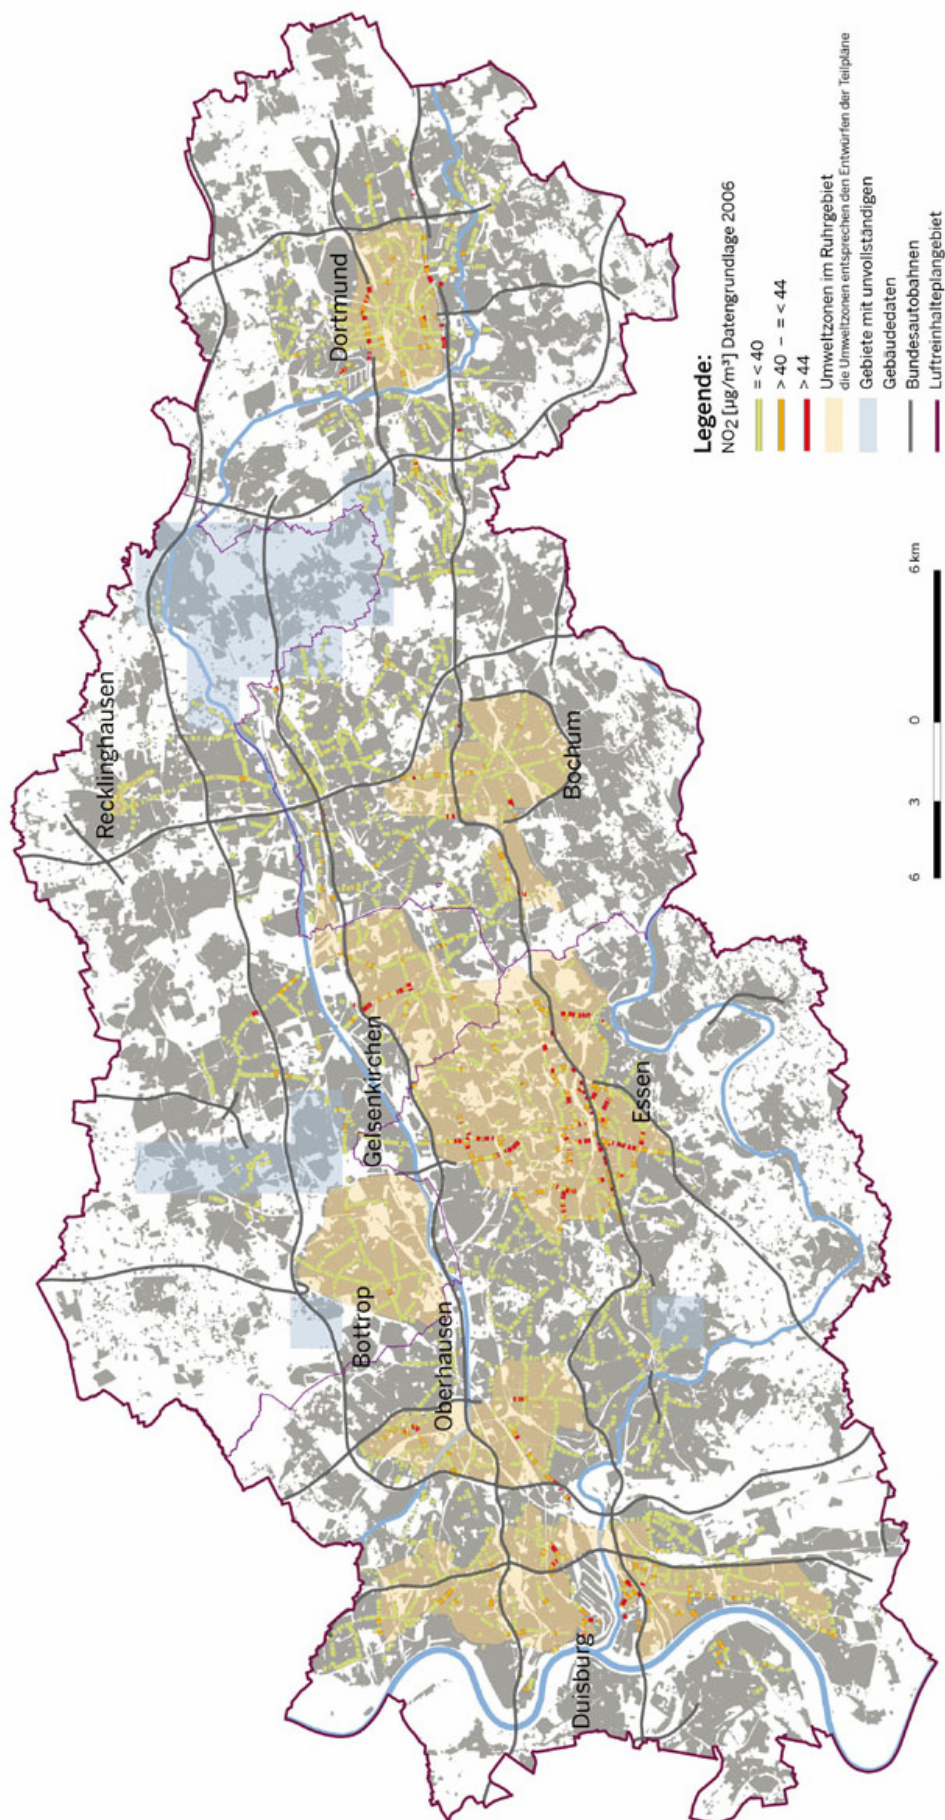 Recklinghausen
Dortmund
Gelsenkirchen
Bottrop
Oberhausen
Bochum
Essen
Duisburg
Legende:
NO2 [µg/m³] Datengrundlage 2006
= < 40
> 40 – = < 44
> 44
Umweltzonen im Ruhrgebiet
die Umweltzonen entsprechen den Entwürfen der Teilpläne
Gebiete mit unvollständigen
Gebäudedaten
Bundesautobahnen
Luftreinhalteplangebiet
6 3 0 6 km